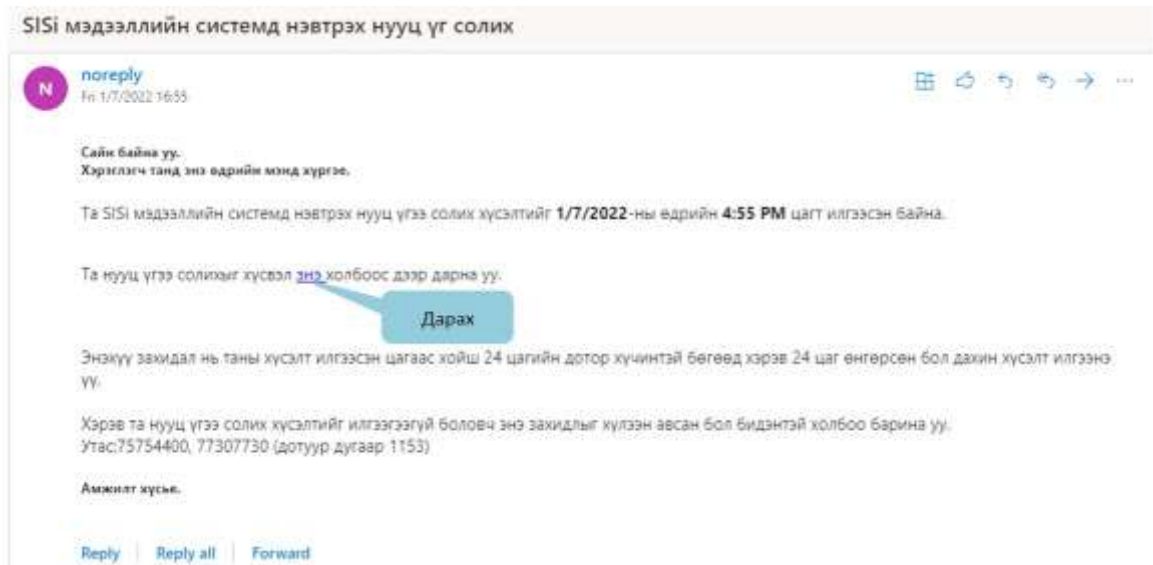 SISi мэдээллийн системд нэвтрэх нууц үг солих
N
noreply
Fri 1/7/2022 16:55
Сайн байна уу.
Хэрэглэгч танд энэ өдрийн мэнд хүргэе.
Та SISi мэдээллийн системд нэвтрэх нууц үгээ солих хүсэлтийг 1/7/2022-ны өдрийн 4:55 PM цагт илгээсэн байна.
Та нууц үгээ солихыг хүсвэл энэ холбоос дээр дарна уу.
Дарах
Энэхүү захидал нь таны хүсэлт илгээсэн цагаас хойш 24 цагийн дотор хүчинтэй бөгөөд хэрэв 24 цаг өнгөрсөн бол дахин хүсэлт илгээнэ
үү.
Хэрэв та нууц үгээ солих хүсэлтийг илгээгээгүй боловч энэ захидлыг хүлээн авсан бол бидэнтэй холбоо барина уу.
Утас:75754400, 77307730 (дотуур дугаар 1153)
Амжилт хүсье.
Reply
Reply all
Forward